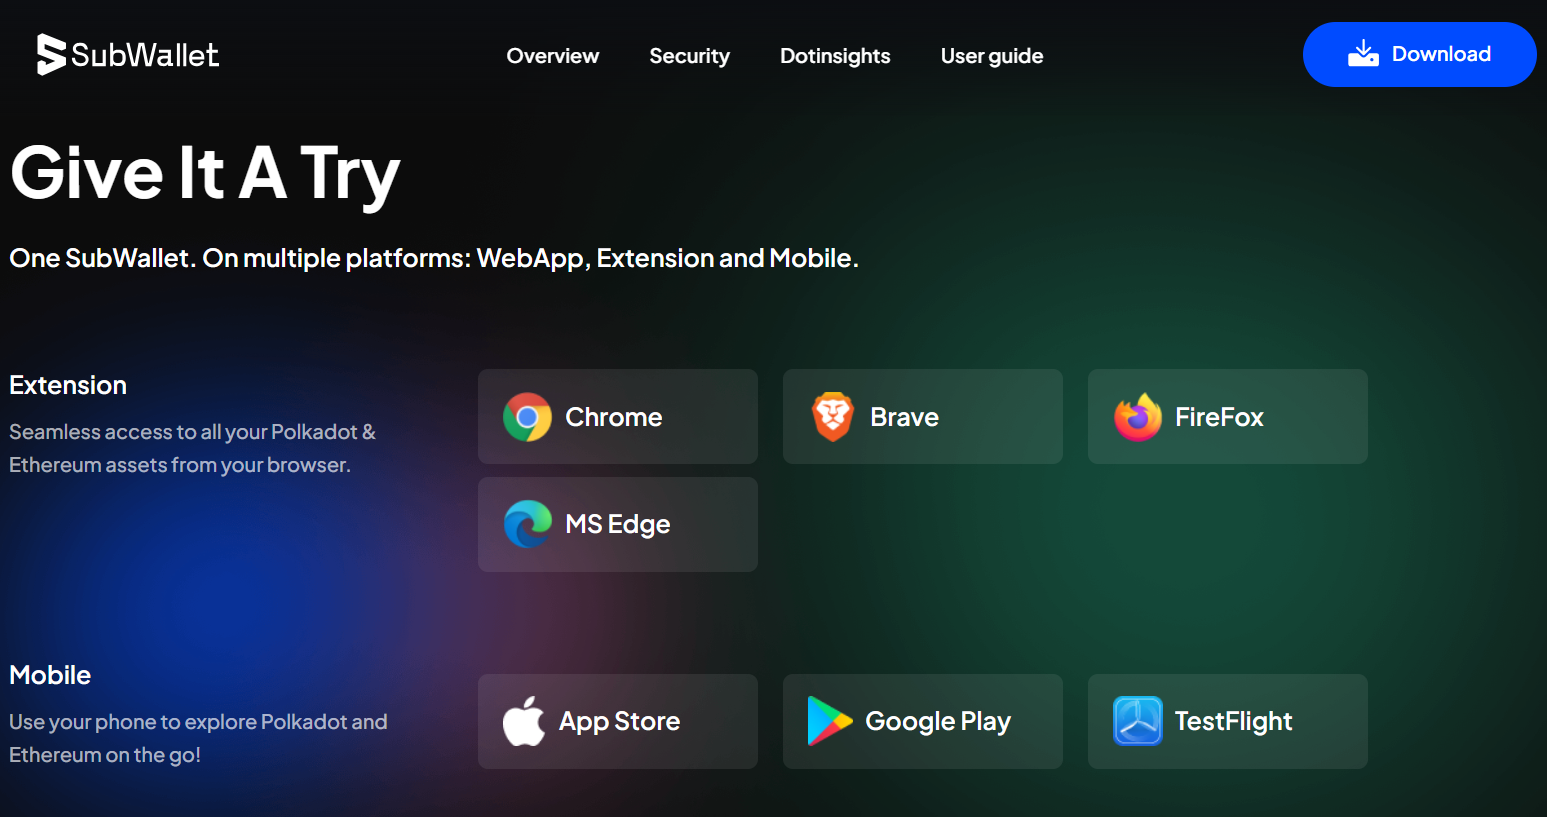 SubWallet
Overview
Security
Dotinsights
User guide
Download
Give It A Try
One SubWallet. On multiple platforms: WebApp, Extension and Mobile.
Extension
Seamless access to all your Polkadot &
Ethereum assets from your browser.
Chrome
Brave
FireFox
MS Edge
Mobile
Use your phone to explore Polkadot and
Ethereum on the go!
App Store
Google Play
TestFlight